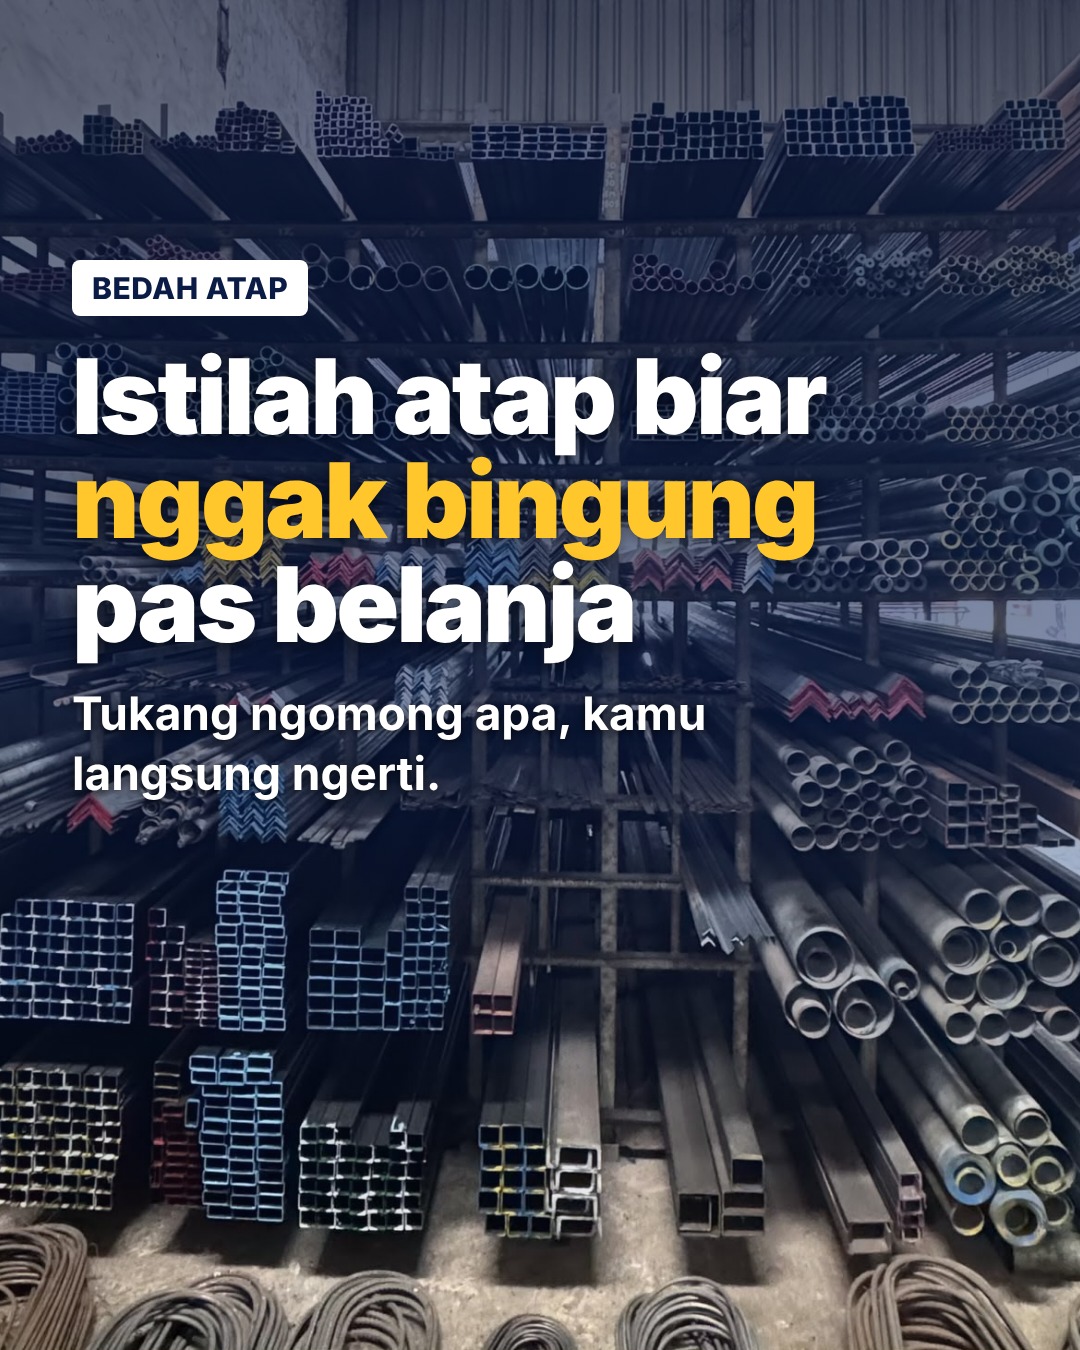 BEDAH ATAP
Istilah atap biar
nggak bingung
pas belanja
Tukang ngomong apa, kamu
langsung ngerti.